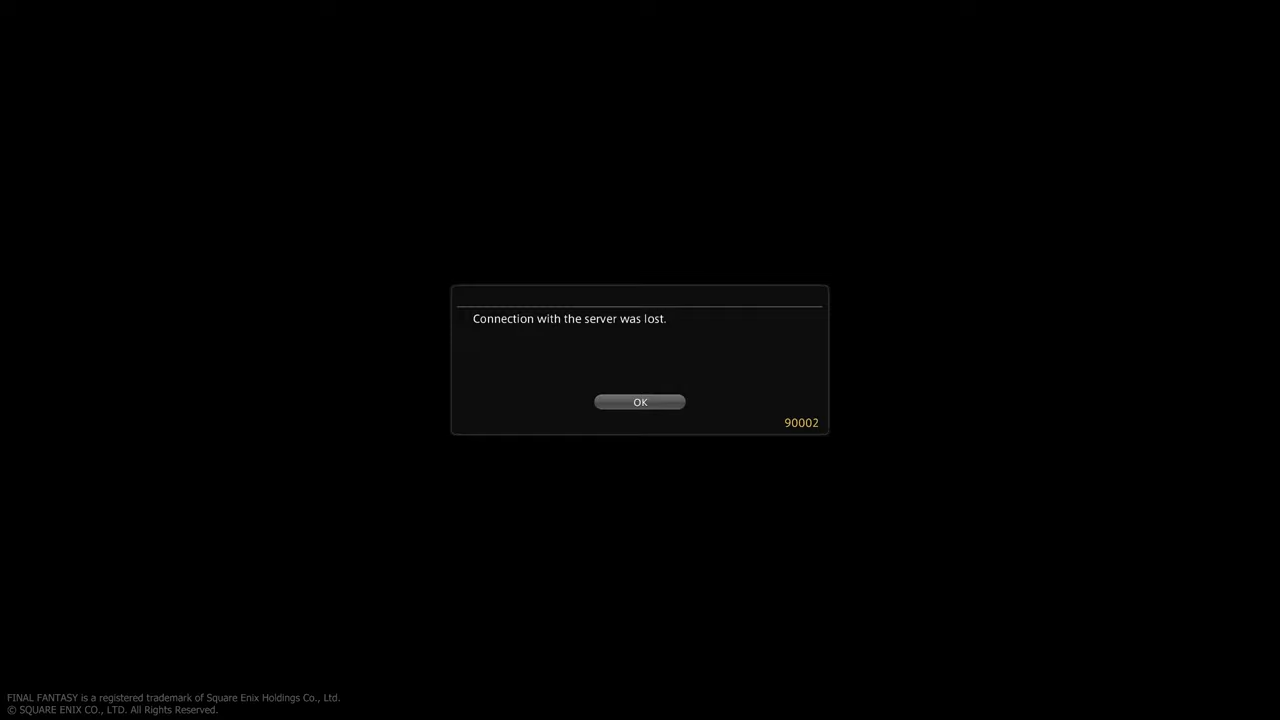 Connection with the server was lost.
OK
90002
FINAL FANTASY is a registered trademark of Square Enix Holdings Co., Ltd.
© SQUARE ENIX CO., LTD. All Rights Reserved.